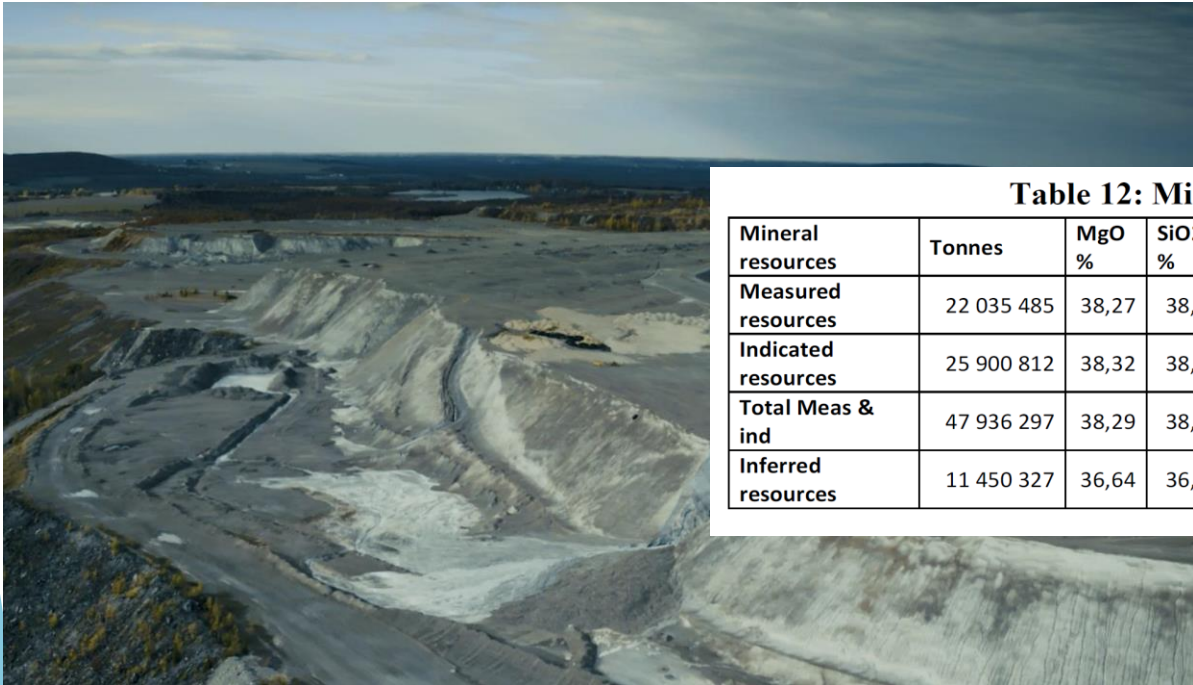 Table 12:
Mineral resources Tonnes MgO %  %
Measured resources 22 035 485 38,27 38,
Indicated resources 25 900 812 38,32 38,
Total Meas & ind 47 936 297 38,29 38,
Inferred resources 11 450 327 36,64 36,